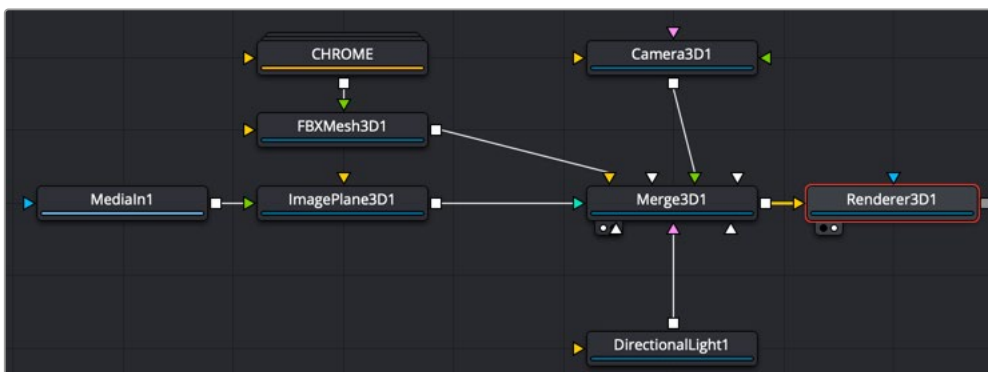 CHROME
Camera3D1
FBXMesh3D1
MediaIn1
ImagePlane3D1
Merge3D1
Renderer3D1
DirectionalLight1